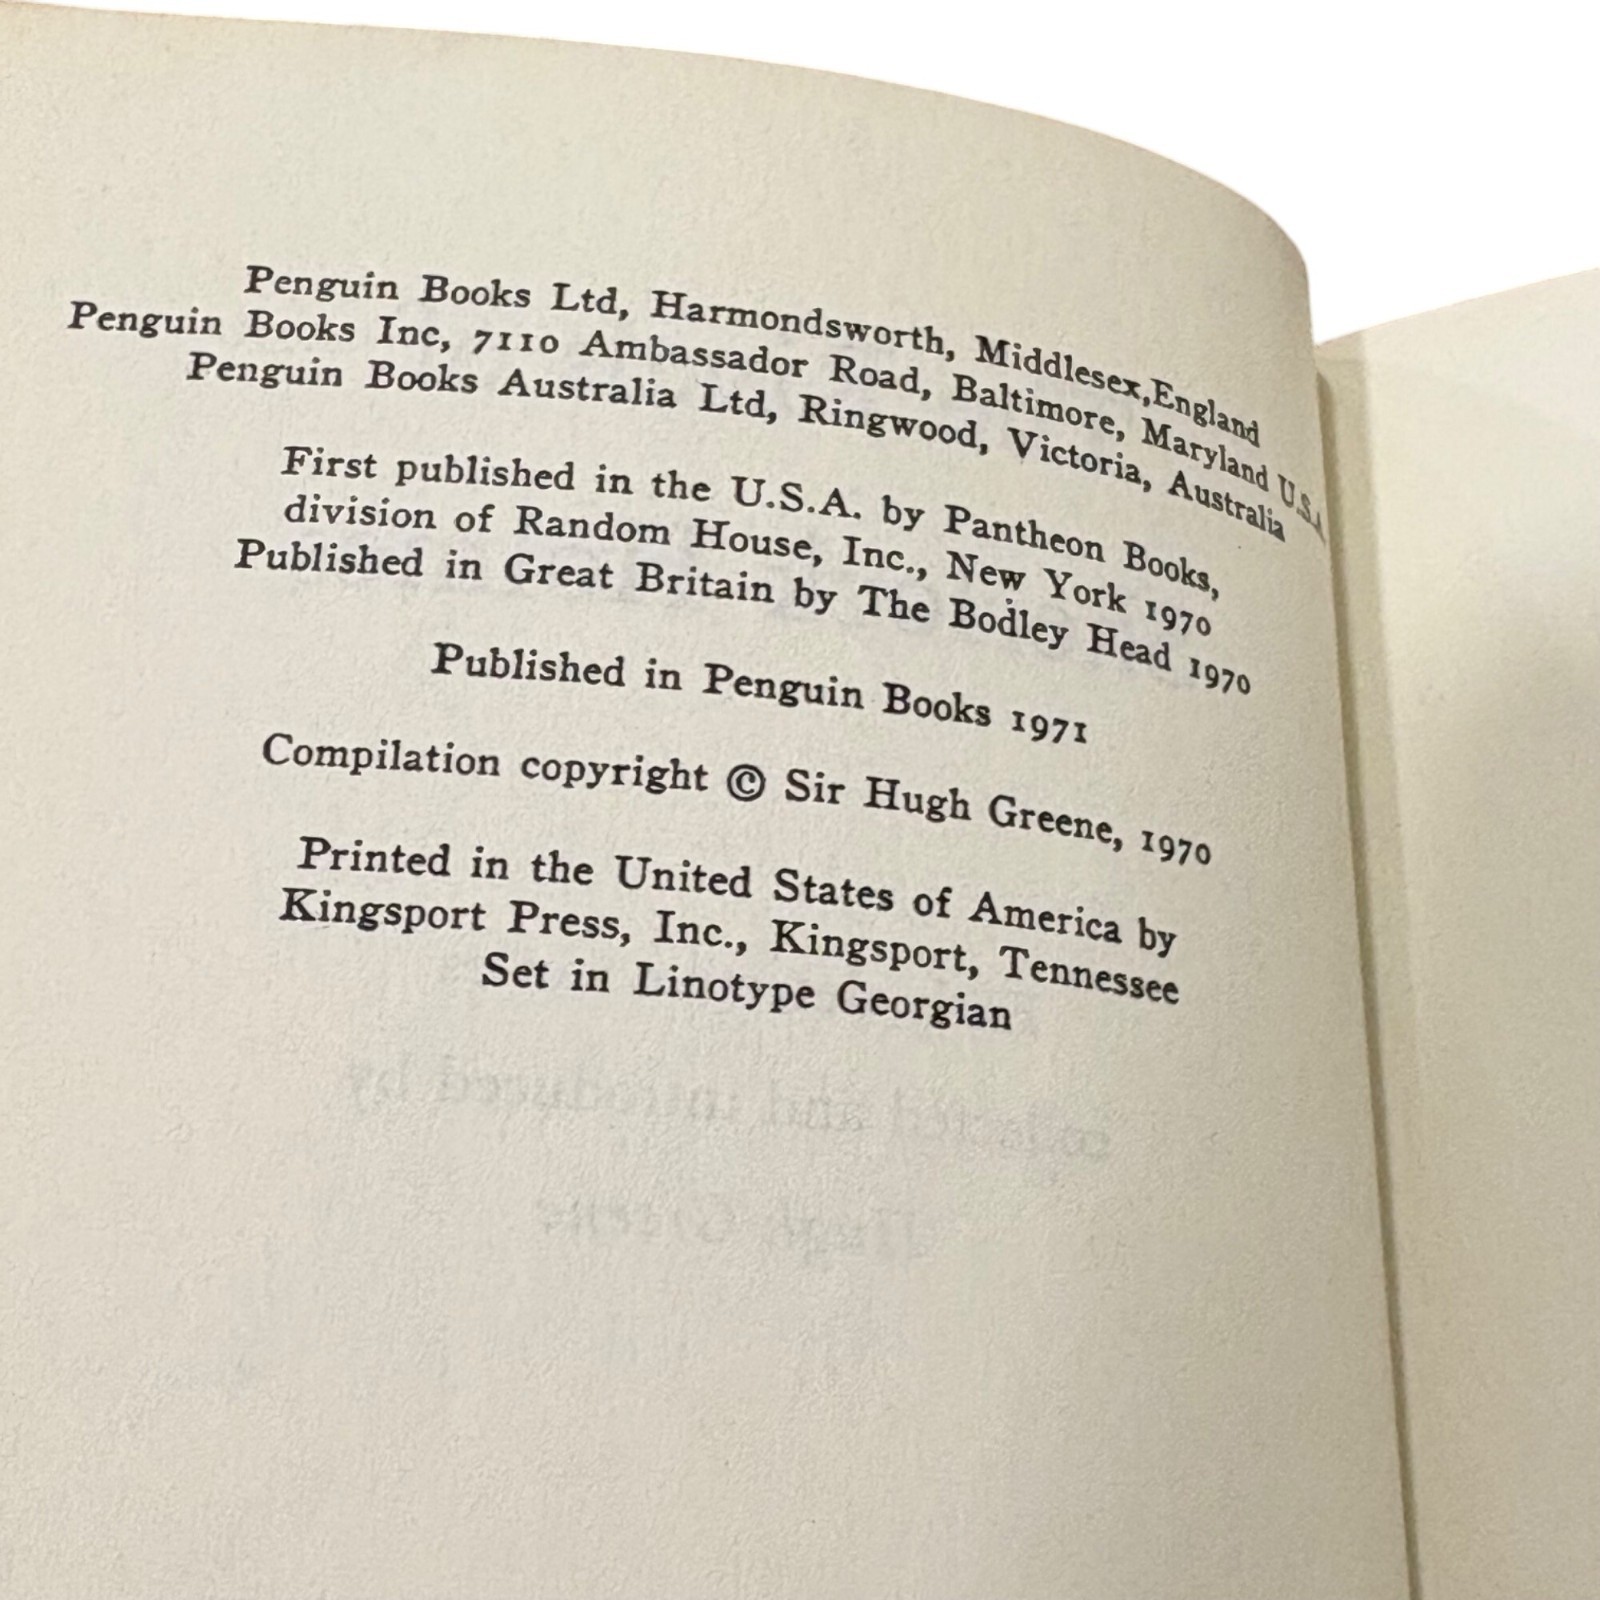 Penguin Books Ltd, Harmondsworth, Middlesex, England
Penguin Books Inc, 7110 Ambassador Road, Baltimore, Maryland U.S.A
Penguin Books Australia Ltd, Ringwood, Victoria, Australia
First published in the U.S.A. by Pantheon Books,
division of Random House, Inc., New York 1970
Published in Great Britain by The Bodley Head 1970
Published in Penguin Books 1971
Compilation copyright © Sir Hugh Greene, 1970
Printed in the United States of America by
Kingsport Press, Inc., Kingsport, Tennessee
Set in Linotype Georgian